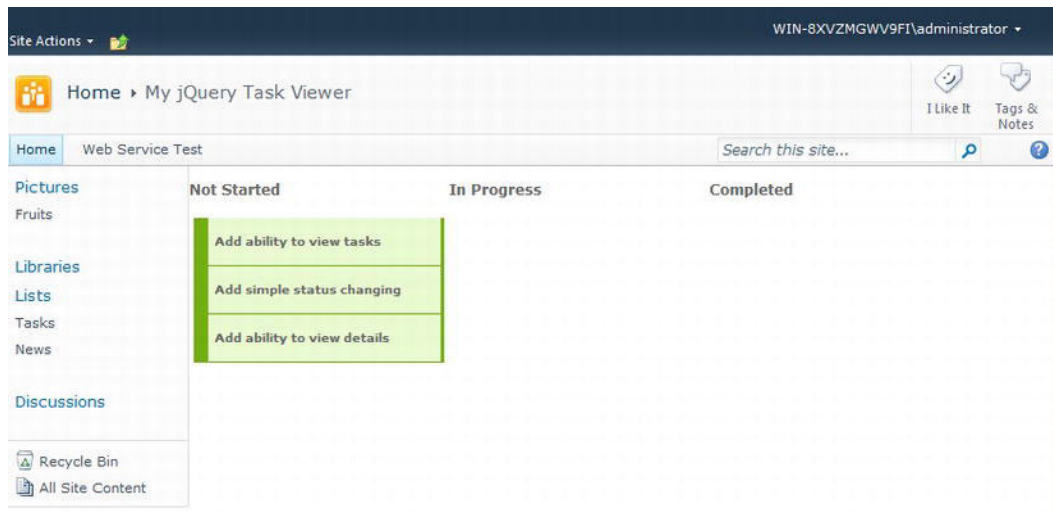 WIN-8XVZMGWV9FI\administrator
Site Actions
Home ▸ My jQuery Task Viewer
I Like It
Tags &
Notes
Home
Web Service Test
Search this site...
Pictures
Fruits
Libraries
Lists
Tasks
News
Discussions
Recycle Bin
All Site Content
Not Started
In Progress
Completed
Add ability to view tasks
Add simple status changing
Add ability to view details